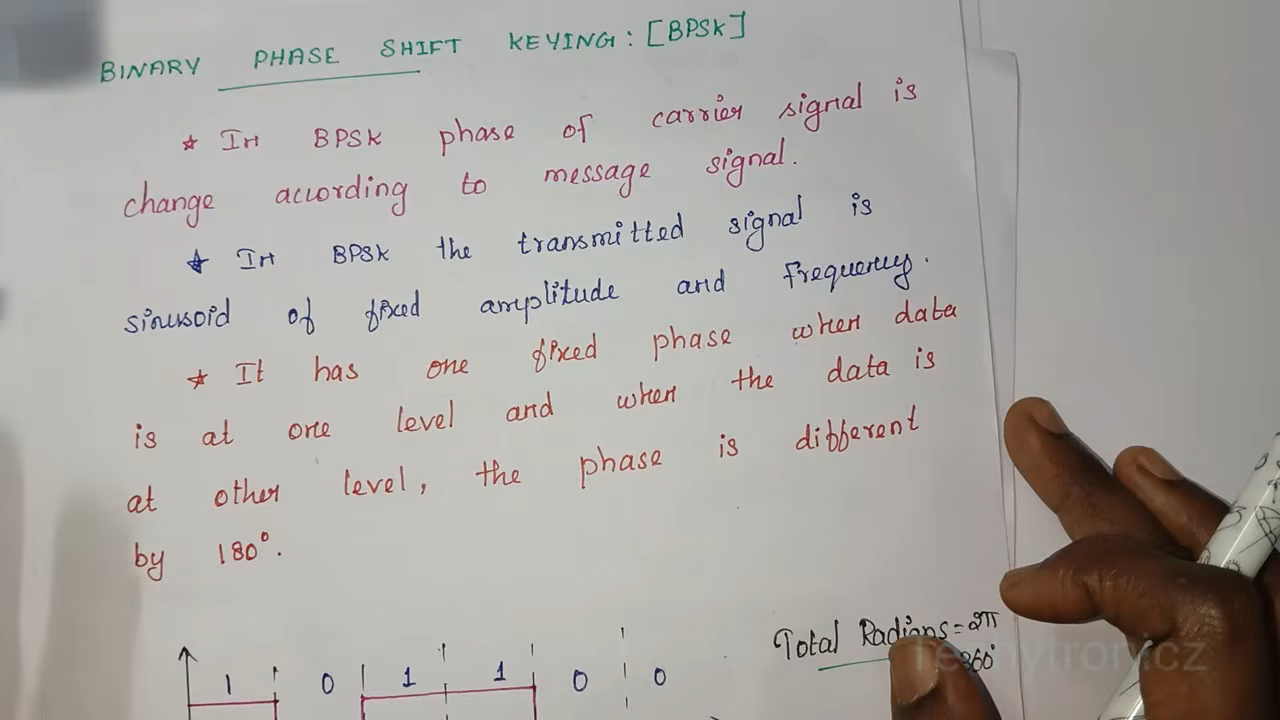 BINARY PHASE SHIFT KEYING: [BPSK]
* In BPSK phase of carrier signal is
change according to message signal.
* In BPSK the transmitted signal is
sinusoid of fixed amplitude and frequency.
* It has one fixed phase when data
is at one level and when the data is
at other level, the phase is different
by 180°.
Total Radians = 2π
360°
1 0 1 1 0 0